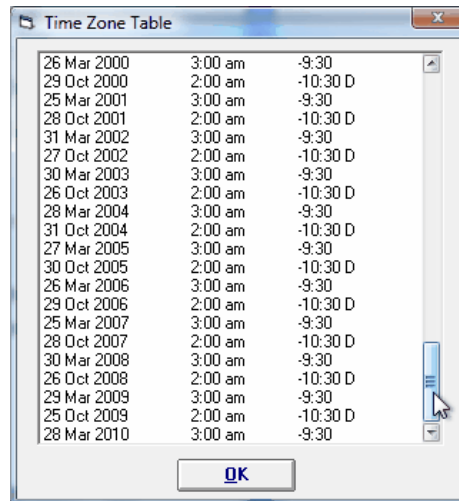 Time Zone Table
26 Mar 2000 3:00 am -9:30
29 Oct 2000 2:00 am -10:30 D
25 Mar 2001 3:00 am -9:30
28 Oct 2001 2:00 am -10:30 D
31 Mar 2002 3:00 am -9:30
27 Oct 2002 2:00 am -10:30 D
30 Mar 2003 3:00 am -9:30
26 Oct 2003 2:00 am -10:30 D
28 Mar 2004 3:00 am -9:30
31 Oct 2004 2:00 am -10:30 D
27 Mar 2005 3:00 am -9:30
30 Oct 2005 2:00 am -10:30 D
26 Mar 2006 3:00 am -9:30
29 Oct 2006 2:00 am -10:30 D
25 Mar 2007 3:00 am -9:30
28 Oct 2007 2:00 am -10:30 D
30 Mar 2008 3:00 am -9:30
26 Oct 2008 2:00 am -10:30 D
29 Mar 2009 3:00 am -9:30
25 Oct 2009 2:00 am -10:30 D
28 Mar 2010 3:00 am -9:30
OK